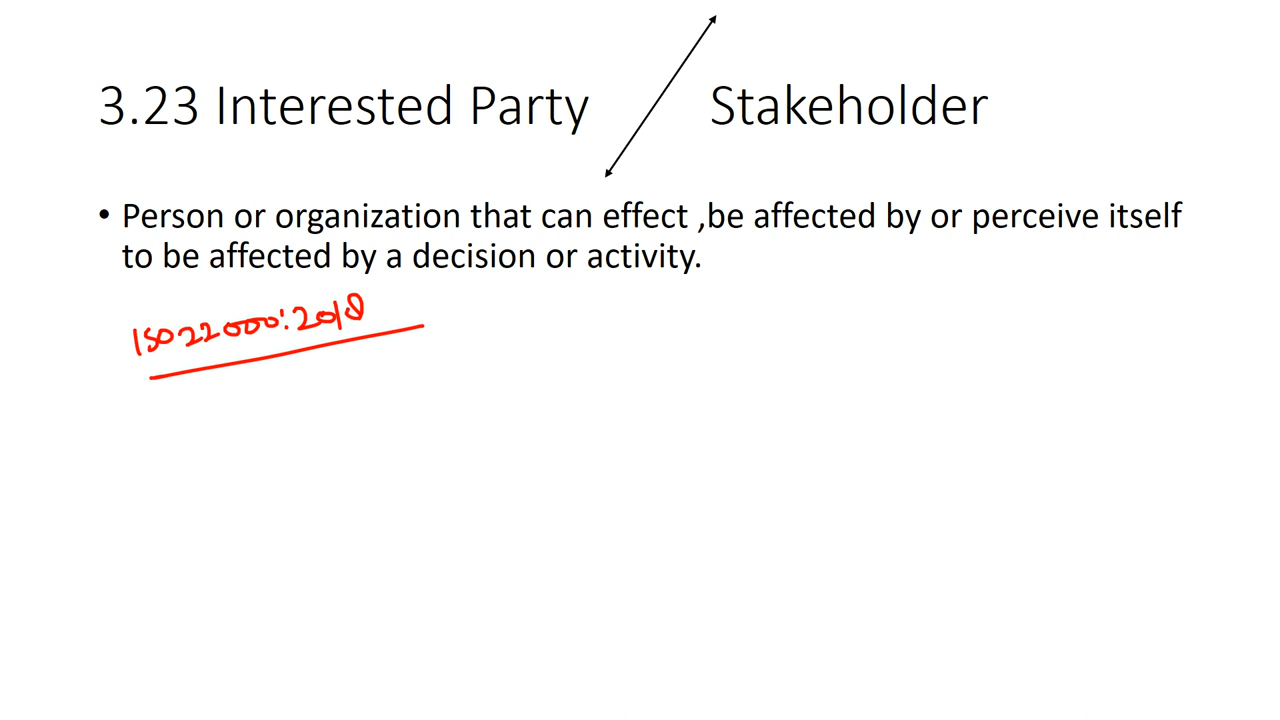 3.23 Interested Party Stakeholder
• Person or organization that can effect ,be affected by or perceive itself
to be affected by a decision or activity.
ISO22000:2018